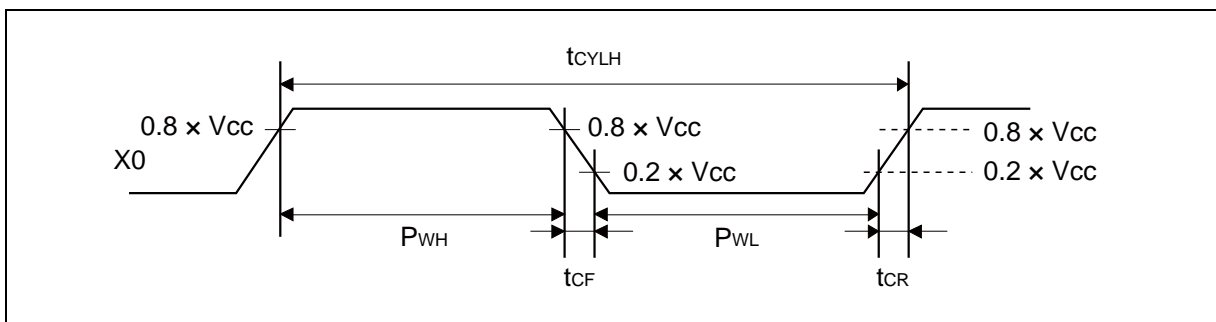 tCYLH
0.8 × Vcc
0.8 × Vcc
0.8 × Vcc
X0
0.2 × Vcc
0.2 × Vcc
PWH
PWL
tCF
tCR